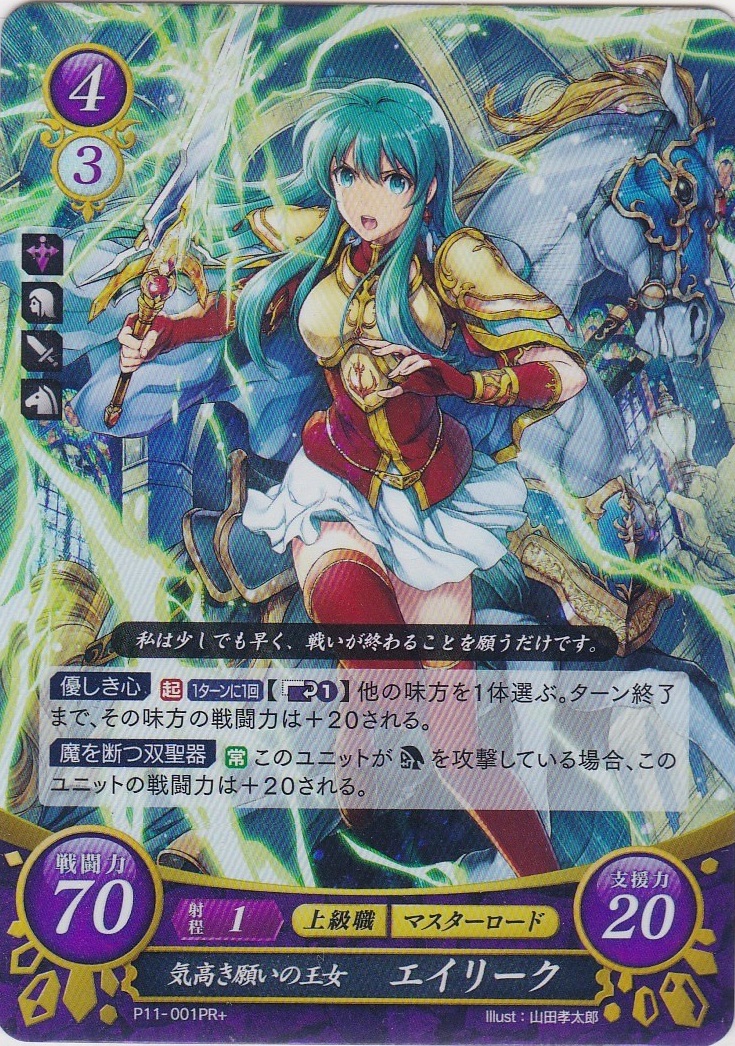 4
3
私は少しでも早く、戦いが終わることを願うだけです。
優しき心 起 1ターンに1回 【 1】他の味方を1体選ぶ。ターン終了
まで、その味方の戦闘力は＋20される。
魔を断つ双聖器 常 このユニットが を攻撃している場合、この
ユニットの戦闘力は＋20される。
戦闘力
70
射程 1
上級職 マスターロード
支援力
20
気高き願いの王女 エイリーク
P11-001PR+ Illust：山田孝太郎